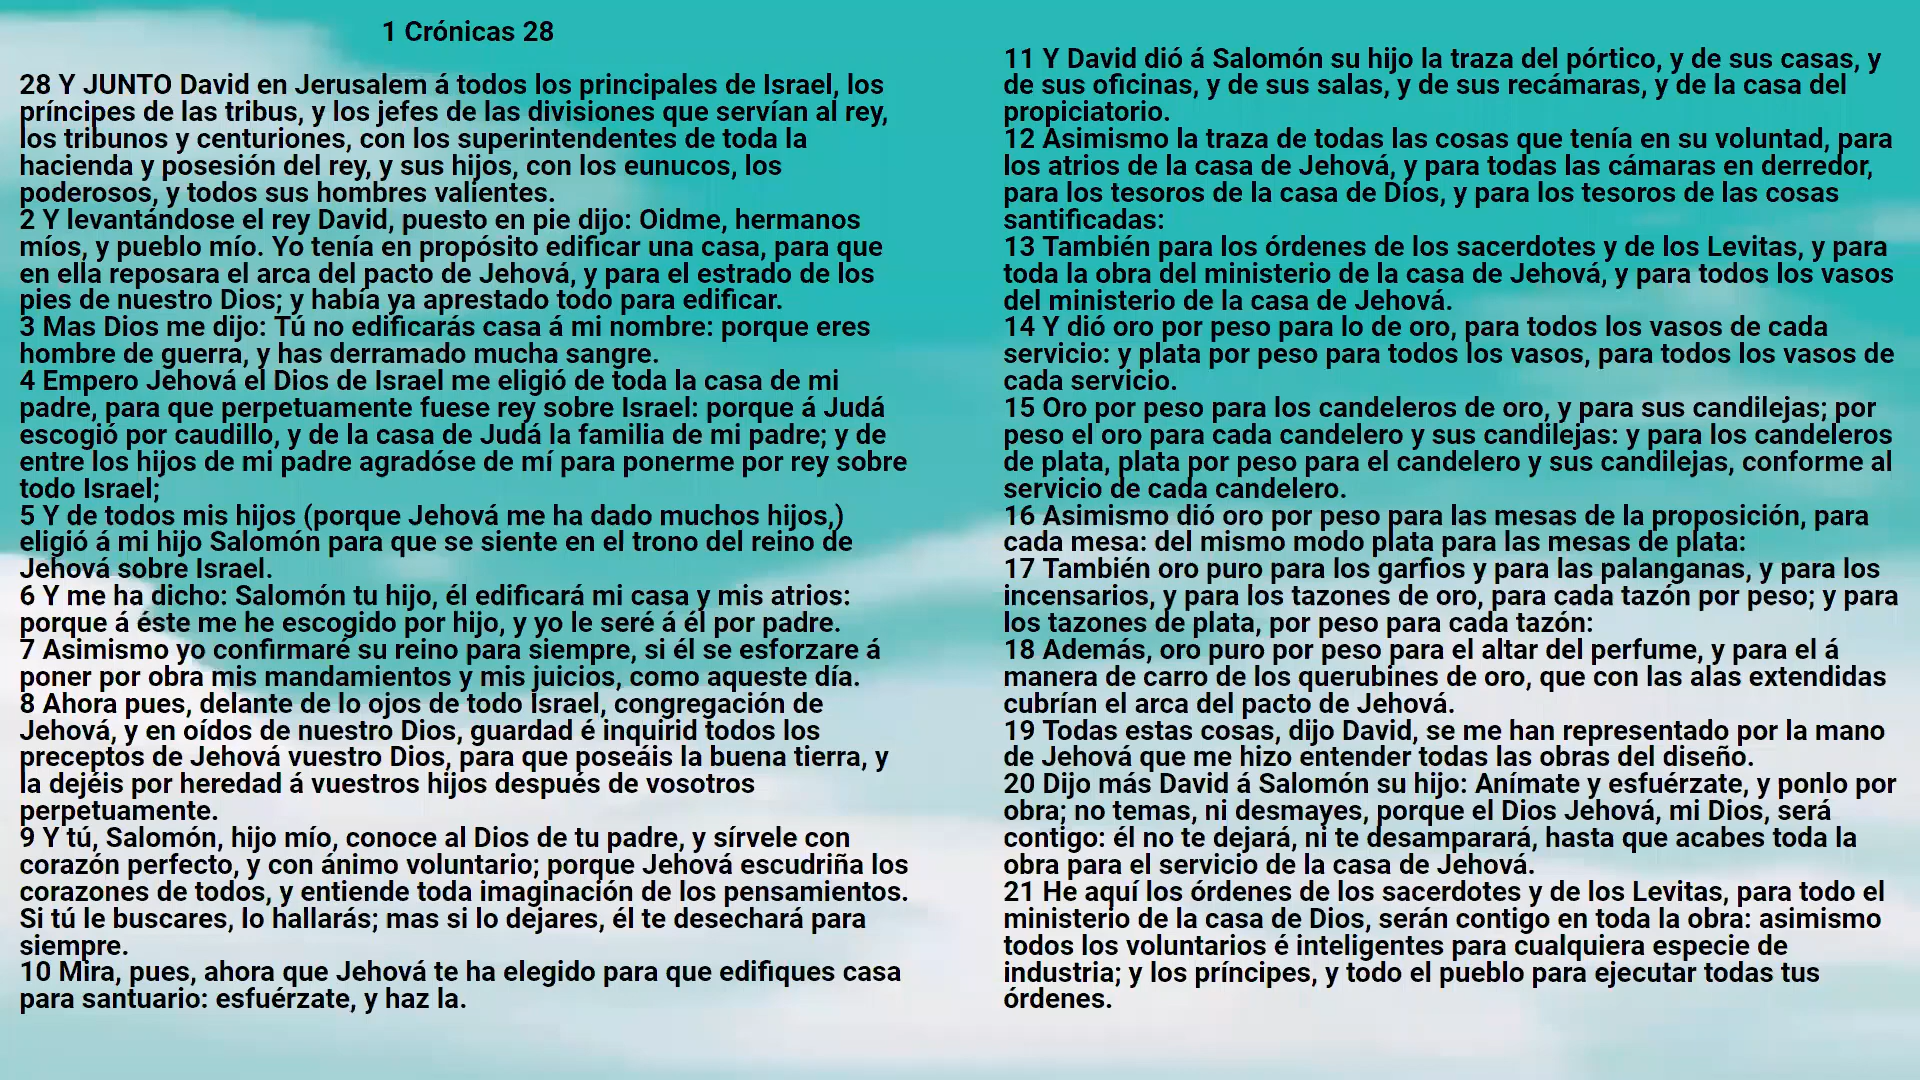 1 Crónicas 28
28 Y JUNTO David en Jerusalem á todos los principales de Israel, los
príncipes de las tribus, y los jefes de las divisiones que servían al rey,
los tribunos y centuriones, con los superintendentes de toda la
hacienda y posesión del rey, y sus hijos, con los eunucos, los
poderosos, y todos sus hombres valientes.
2 Y levantándose el rey David, puesto en pie dijo: Oidme, hermanos
míos, y pueblo mío. Yo tenía en propósito edificar una casa, para que
en ella reposara el arca del pacto de Jehová, y para el estrado de los
pies de nuestro Dios; y había ya aprestado todo para edificar.
3 Mas Dios me dijo: Tú no edificarás casa á mi nombre: porque eres
hombre de guerra, y has derramado mucha sangre.
4 Empero Jehová el Dios de Israel me eligió de toda la casa de mi
padre, para que perpetuamente fuese rey sobre Israel: porque á Judá
escogió por caudillo, y de la casa de Judá la familia de mi padre; y de
entre los hijos de mi padre agradóse de mí para ponerme por rey sobre
todo Israel;
5 Y de todos mis hijos (porque Jehová me ha dado muchos hijos,)
eligió á mi hijo Salomón para que se siente en el trono del reino de
Jehová sobre Israel.
6 Y me ha dicho: Salomón tu hijo, él edificará mi casa y mis atrios:
porque á éste me he escogido por hijo, y yo le seré á él por padre.
7 Asimismo yo confirmaré su reino para siempre, si él se esforzare á
poner por obra mis mandamientos y mis juicios, como aqueste día.
8 Ahora pues, delante de lo ojos de todo Israel, congregación de
Jehová, y en oídos de nuestro Dios, guardad é inquirid todos los
preceptos de Jehová vuestro Dios, para que poseáis la buena tierra, y
la dejéis por heredad á vuestros hijos después de vosotros
perpetuamente.
9 Y tú, Salomón, hijo mío, conoce al Dios de tu padre, y sírvele con
corazón perfecto, y con ánimo voluntario; porque Jehová escudriña los
corazones de todos, y entiende toda imaginación de los pensamientos.
Si tú le buscares, lo hallarás; mas si lo dejares, él te desechará para
siempre.
10 Mira, pues, ahora que Jehová te ha elegido para que edifiques casa
para santuario: esfuérzate, y haz la.
11 Y David dió á Salomón su hijo la traza del pórtico, y de sus casas, y
de sus oficinas, y de sus salas, y de sus recámaras, y de la casa del
propiciatorio.
12 Asimismo la traza de todas las cosas que tenía en su voluntad, para
los atrios de la casa de Jehová, y para todas las cámaras en derredor,
para los tesoros de la casa de Dios, y para los tesoros de las cosas
santificadas:
13 También para los órdenes de los sacerdotes y de los Levitas, y para
toda la obra del ministerio de la casa de Jehová, y para todos los vasos
del ministerio de la casa de Jehová.
14 Y dió oro por peso para lo de oro, para todos los vasos de cada
servicio: y plata por peso para todos los vasos, para todos los vasos de
cada servicio.
15 Oro por peso para los candeleros de oro, y para sus candilejas; por
peso el oro para cada candelero y sus candilejas: y para los candeleros
de plata, plata por peso para el candelero y sus candilejas, conforme al
servicio de cada candelero.
16 Asimismo dió oro por peso para las mesas de la proposición, para
cada mesa: del mismo modo plata para las mesas de plata:
17 También oro puro para los garfios y para las palanganas, y para los
incensarios, y para los tazones de oro, para cada tazón por peso; y para
los tazones de plata, por peso para cada tazón:
18 Además, oro puro por peso para el altar del perfume, y para el á
manera de carro de los querubines de oro, que con las alas extendidas
cubrían el arca del pacto de Jehová.
19 Todas estas cosas, dijo David, se me han representado por la mano
de Jehová que me hizo entender todas las obras del diseño.
20 Dijo más David á Salomón su hijo: Anímate y esfuérzate, y ponlo por
obra; no temas, ni desmayes, porque el Dios Jehová, mi Dios, será
contigo: él no te dejará, ni te desamparará, hasta que acabes toda la
obra para el servicio de la casa de Jehová.
21 He aquí los órdenes de los sacerdotes y de los Levitas, para todo el
ministerio de la casa de Dios, serán contigo en toda la obra: asimismo
todos los voluntarios é inteligentes para cualquiera especie de
industria; y los príncipes, y todo el pueblo para ejecutar todas tus
órdenes.